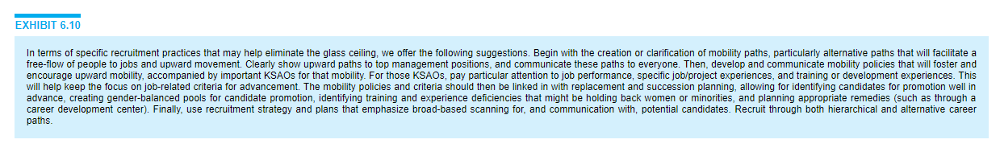 EXHIBIT 6.10
In terms of specific recruitment practices that may help eliminate the glass ceiling, we offer the following suggestions. Begin with the creation or clarification of mobility paths, particularly alternative paths that will facilitate a
free-flow of people to jobs and upward movement. Clearly show upward paths to top management positions, and communicate these paths to everyone. Then, develop and communicate mobility policies that will foster and
encourage upward mobility, accompanied by important KSAOs for that mobility. For those KSAOs, pay particular attention to job performance, specific job/project experiences, and training or development experiences. This
will help keep the focus on job-related criteria for advancement. The mobility policies and criteria should then be linked in with replacement and succession planning, allowing for identifying candidates for promotion well in
advance, creating gender-balanced pools for candidate promotion, identifying training and experience deficiencies that might be holding back women or minorities, and planning appropriate remedies (such as through a
career development center). Finally, use recruitment strategy and plans that emphasize broad-based scanning for, and communication with, potential candidates. Recruit through both hierarchical and alternative career
paths.